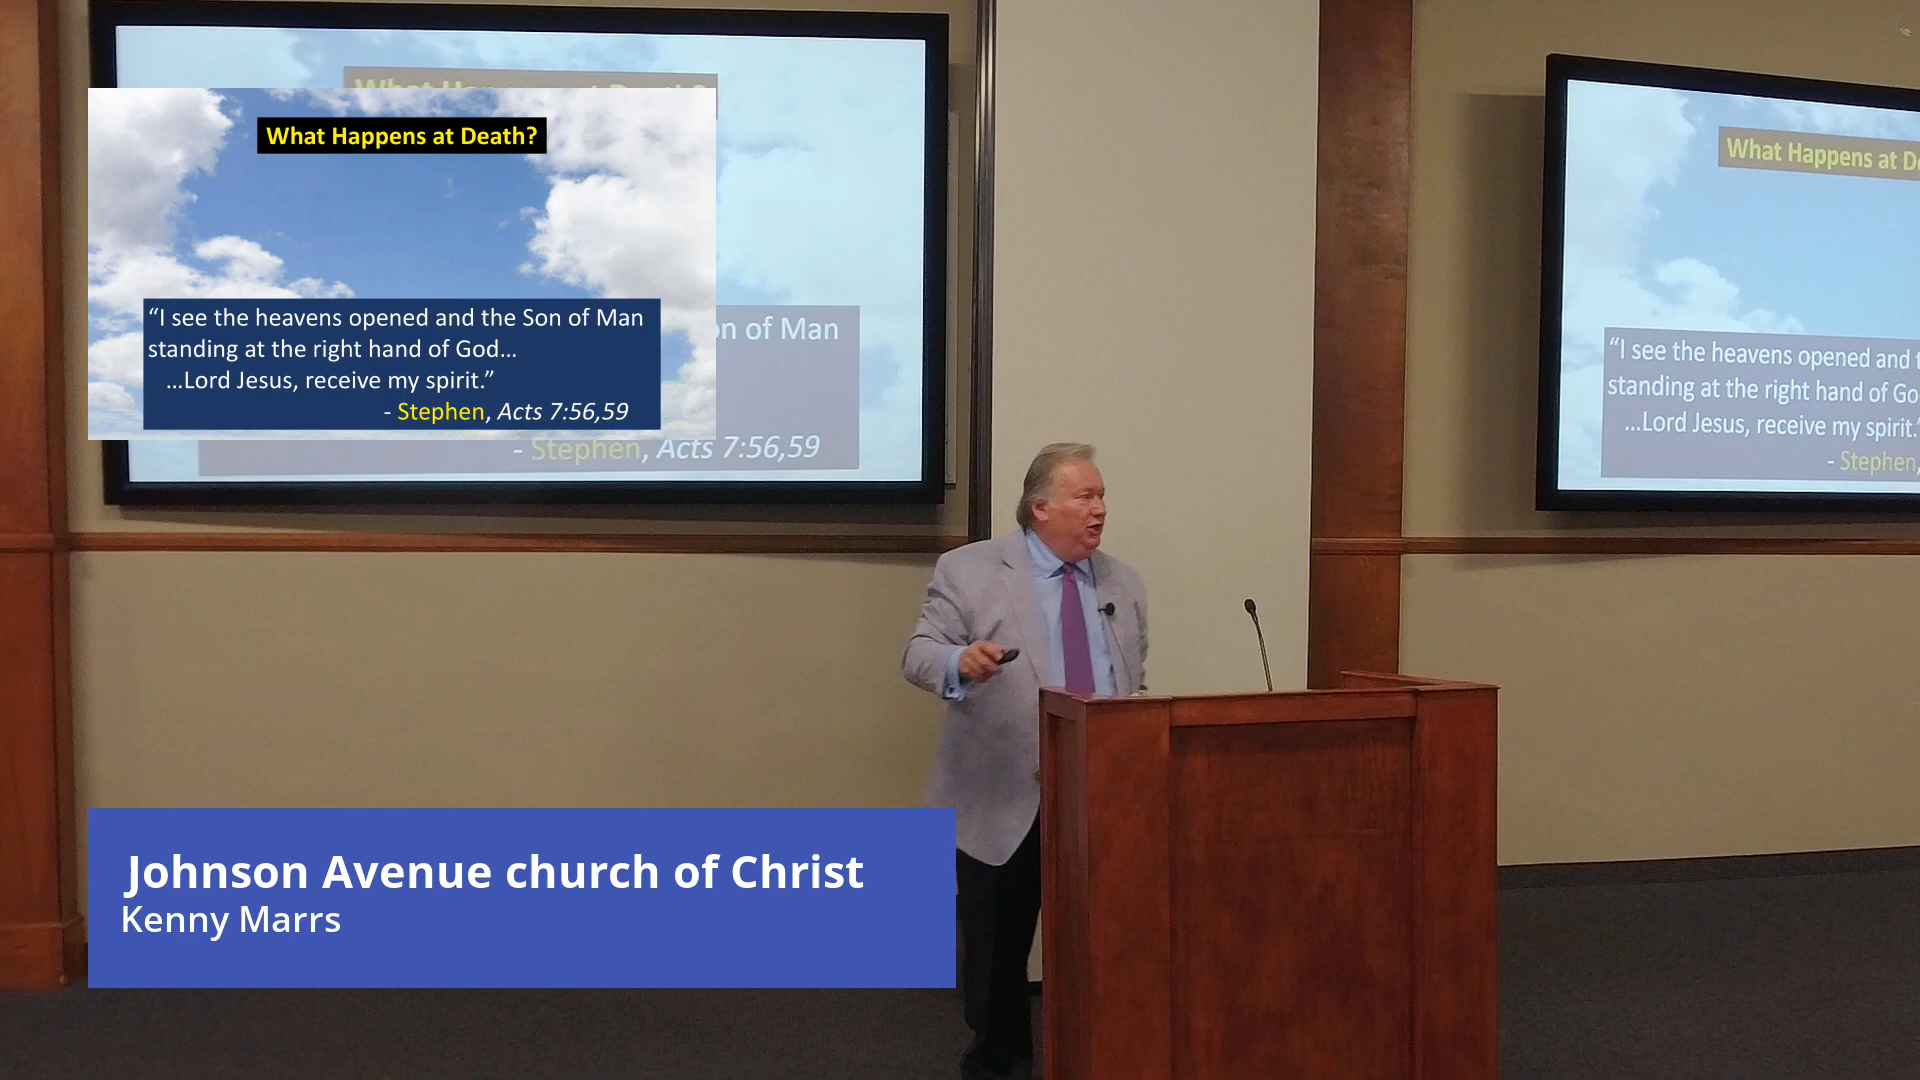 What Happens at Death?
“I see the heavens opened and the Son of Man
standing at the right hand of God…
…Lord Jesus, receive my spirit.”
- Stephen, Acts 7:56,59
on of Man
- Stephen, Acts 7:56,59
What Happens at De
“I see the heavens opened and t
standing at the right hand of Go
…Lord Jesus, receive my spirit.”
- Stephen,
Johnson Avenue church of Christ
Kenny Marrs